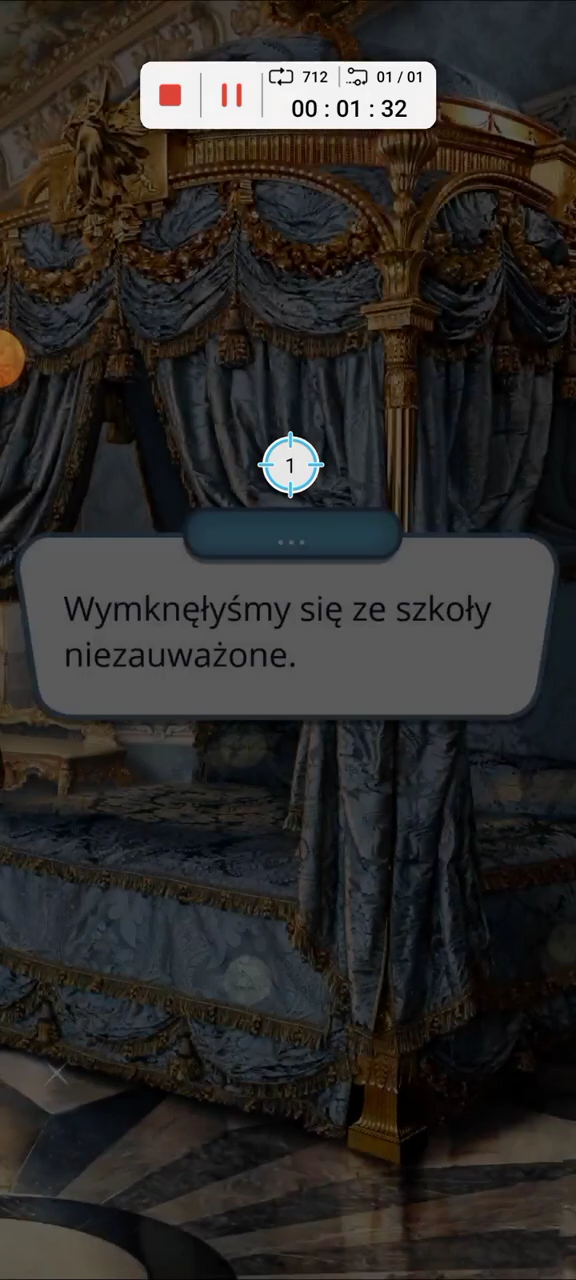 712
01 / 01
00 : 01 : 32
1
...
Wymknęłyśmy się ze szkoły
niezauważone.